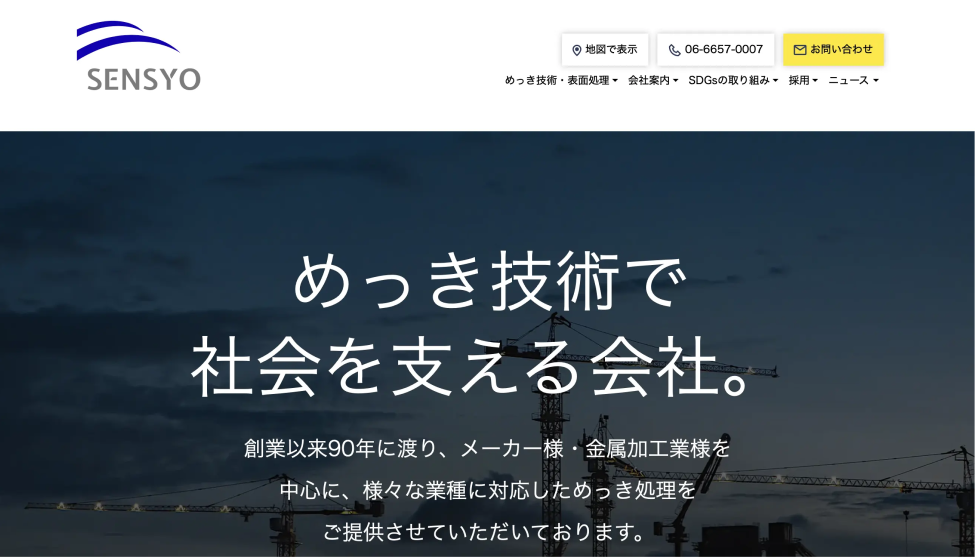 SENSYO
地図で表示
06-6657-0007
お問い合わせ
めっき技術・表面処理 会社案内 SDGsの取り組み 採用 ニュース
めっき技術で
社会を支える会社。
創業以来90年に渡り、メーカー様・金属加工業様を
中心に、様々な業種に対応しためっき処理を
ご提供させていただいております。